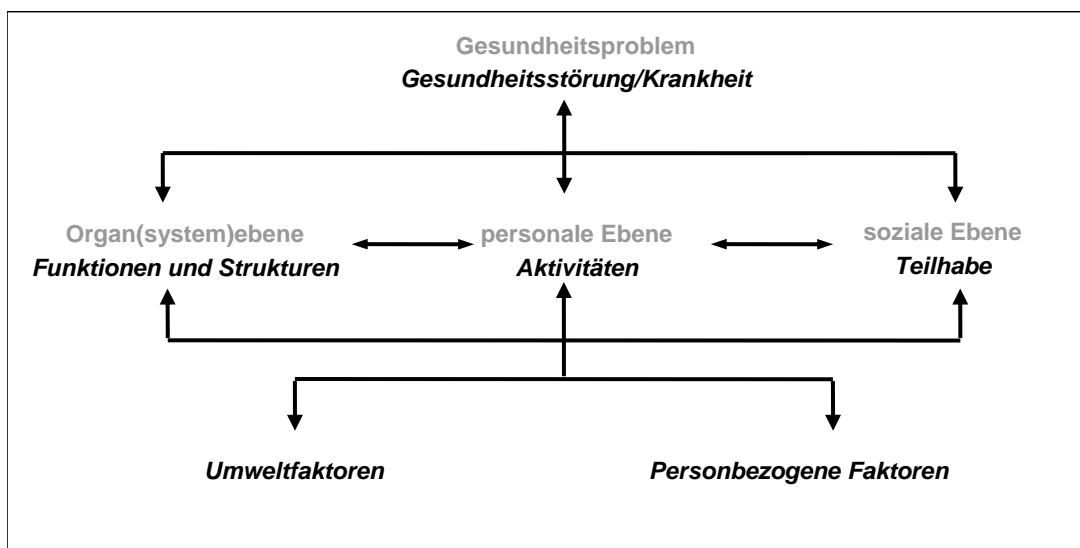 Gesundheitsproblem
Gesundheitsstörung/Krankheit
Organ(system)ebene
Funktionen und Strukturen
personale Ebene
Aktivitäten
soziale Ebene
Teilhabe
Umweltfaktoren
Personbezogene Faktoren